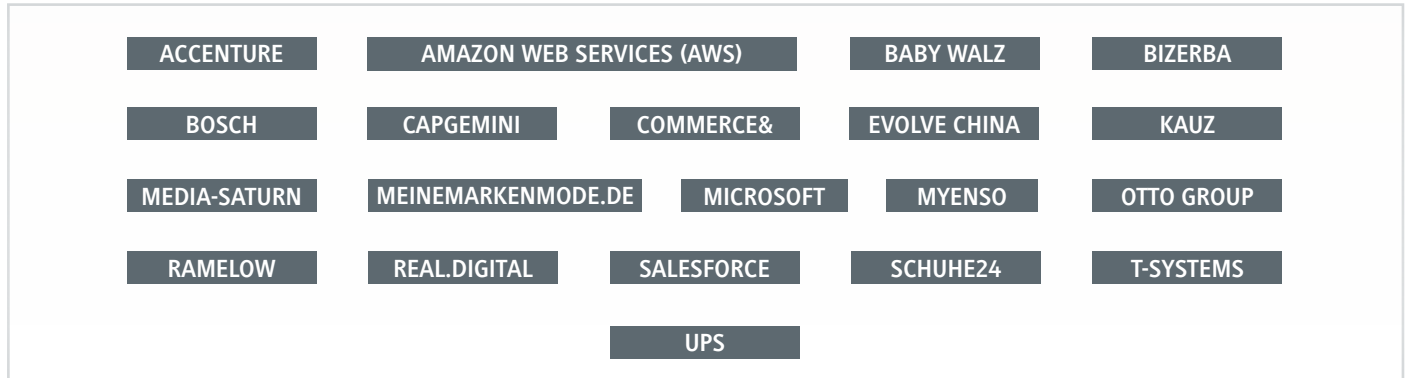 ACCENTURE AMAZON WEB SERVICES (AWS) BABY WALZ BIZERBA
BOSCH CAPGEMINI COMMERCE& EVOLVE CHINA KAUZ
MEDIA-SATURN MEINEMARKENMODE.DE MICROSOFT MYENSO OTTO GROUP
RAMELOW REAL.DIGITAL SALESFORCE SCHUHE24 T-SYSTEMS
UPS